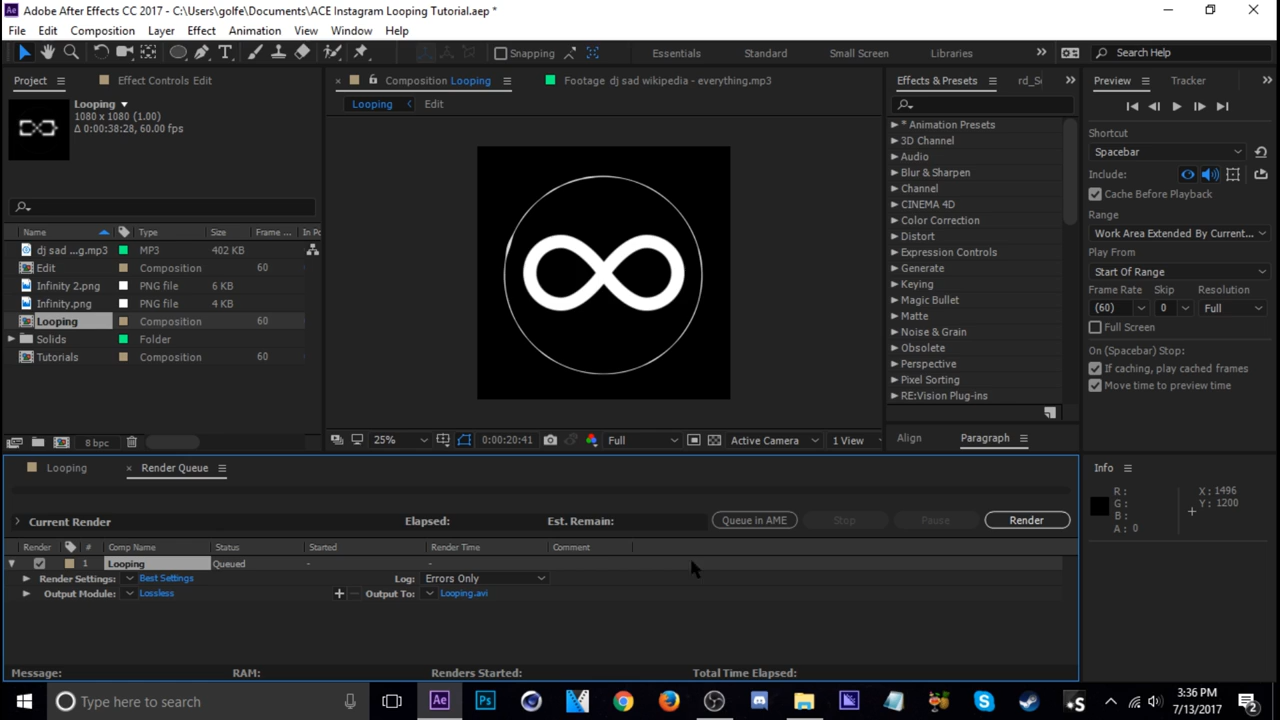 Ae Adobe After Effects CC 2017 - C:\Users\golfe\Documents\ACE Instagram Looping Tutorial.aep *
File Edit Composition Layer Effect Animation View Window Help
Snapping Essentials Standard Small Screen Libraries Search Help
Project Effect Controls Edit
Composition Looping Footage dj sad wikipedia - everything.mp3
Effects & Presets
Preview Tracker
Looping
1080 x 1080 (1.00)
Δ 0:00:38:28, 60.00 fps
Looping Edit
Name Type Size Frame ... In Po
dj sad ...g.mp3 MP3 402 KB
Edit Composition 60
Infinity 2.png PNG file 6 KB
Infinity.png PNG file 4 KB
Looping Composition 60
Solids Folder
Tutorials Composition 60
8 bpc
25% 0:00:20:41 Full Active Camera 1 View
* Animation Presets
3D Channel
Audio
Blur & Sharpen
Channel
CINEMA 4D
Color Correction
Distort
Expression Controls
Generate
Keying
Magic Bullet
Matte
Noise & Grain
Obsolete
Perspective
Pixel Sorting
RE:Vision Plug-ins
Align Paragraph
Shortcut
Spacebar
Include:
Cache Before Playback
Range
Work Area Extended By Current...
Play From
Start Of Range
Frame Rate Skip Resolution
(60) 0 Full
Full Screen
On (Spacebar) Stop:
If caching, play cached frames
Move time to preview time
Info
R: X: 1496
G: Y: 1200
B:
A: 0
Looping Render Queue
Current Render Elapsed: Est. Remain: Queue in AME Stop Pause Render
Render # Comp Name Status Started Render Time Comment
1 Looping Queued - -
Render Settings: Best Settings Log: Errors Only
Output Module: Lossless Output To: Looping.avi
Message: RAM: Renders Started: Total Time Elapsed:
Type here to search
Ae Ps
3:36 PM
7/13/2017
2